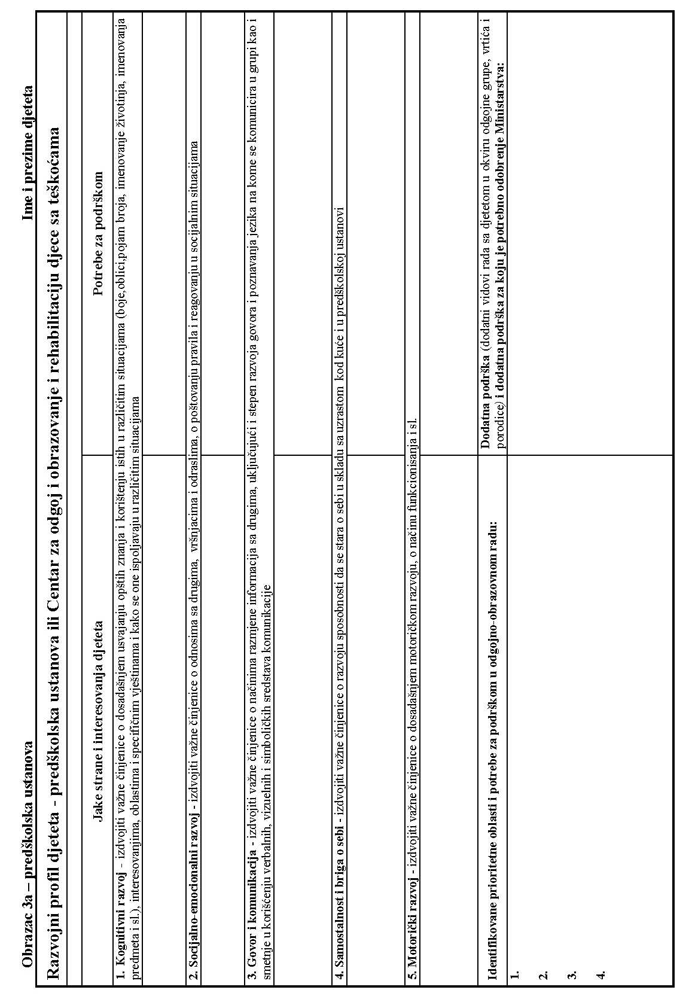 Obrazac 3a – predškolska ustanova
Ime i prezime djeteta
Razvojni profil djeteta - predškolska ustanova ili Centar za odgoj i obrazovanje i rehabilitaciju djece sa teškoćama
Jake strane i interesovanja djeteta
Potrebe za podrškom
1. Kognitivni razvoj - izdvojiti važne činjenice o dosadašnjem usvajanju opštih znanja i korištenju istih u različitim situacijama (boje,oblici,pojam broja, imenovanje životinja, imenovanja
predmeta i sl.), interesovanjima, oblastima i specifičnim vještinama i kako se one ispoljavaju u različitim situacijama
2. Socijalno-emocionalni razvoj - izdvojiti važne činjenice o odnosima sa drugima, vršnjacima i odraslima, o poštovanju pravila i reagovanju u socijalnim situacijama
3. Govor i komunikacija - izdvojiti važne činjenice o načinima razmjene informacija sa drugima, uključujući i stepen razvoja govora i poznavanja jezika na kome se komunicira u grupi kao i
smetnje u korišćenju verbalnih, vizuelnih i simboličkih sredstava komunikacije
4. Samostalnost i briga o sebi - izdvojiti važne činjenice o razvoju sposobnosti da se stara o sebi u skladu sa uzrastom kod kuće i u predškolskoj ustanovi
5. Motorički razvoj - izdvojiti važne činjenice o dosadašnjem motoričkom razvoju, o načinu funkcionisanja i sl.
Identifikovane prioritetne oblasti i potrebe za podrškom u odgojno-obrazovnom radu:
Dodatna podrška (dodatni vidovi rada sa djetetom u okviru odgojne grupe, vrtića i
porodice) i dodatna podrška za koju je potrebno odobrenje Ministarstva:
1.
2.
3.
4.